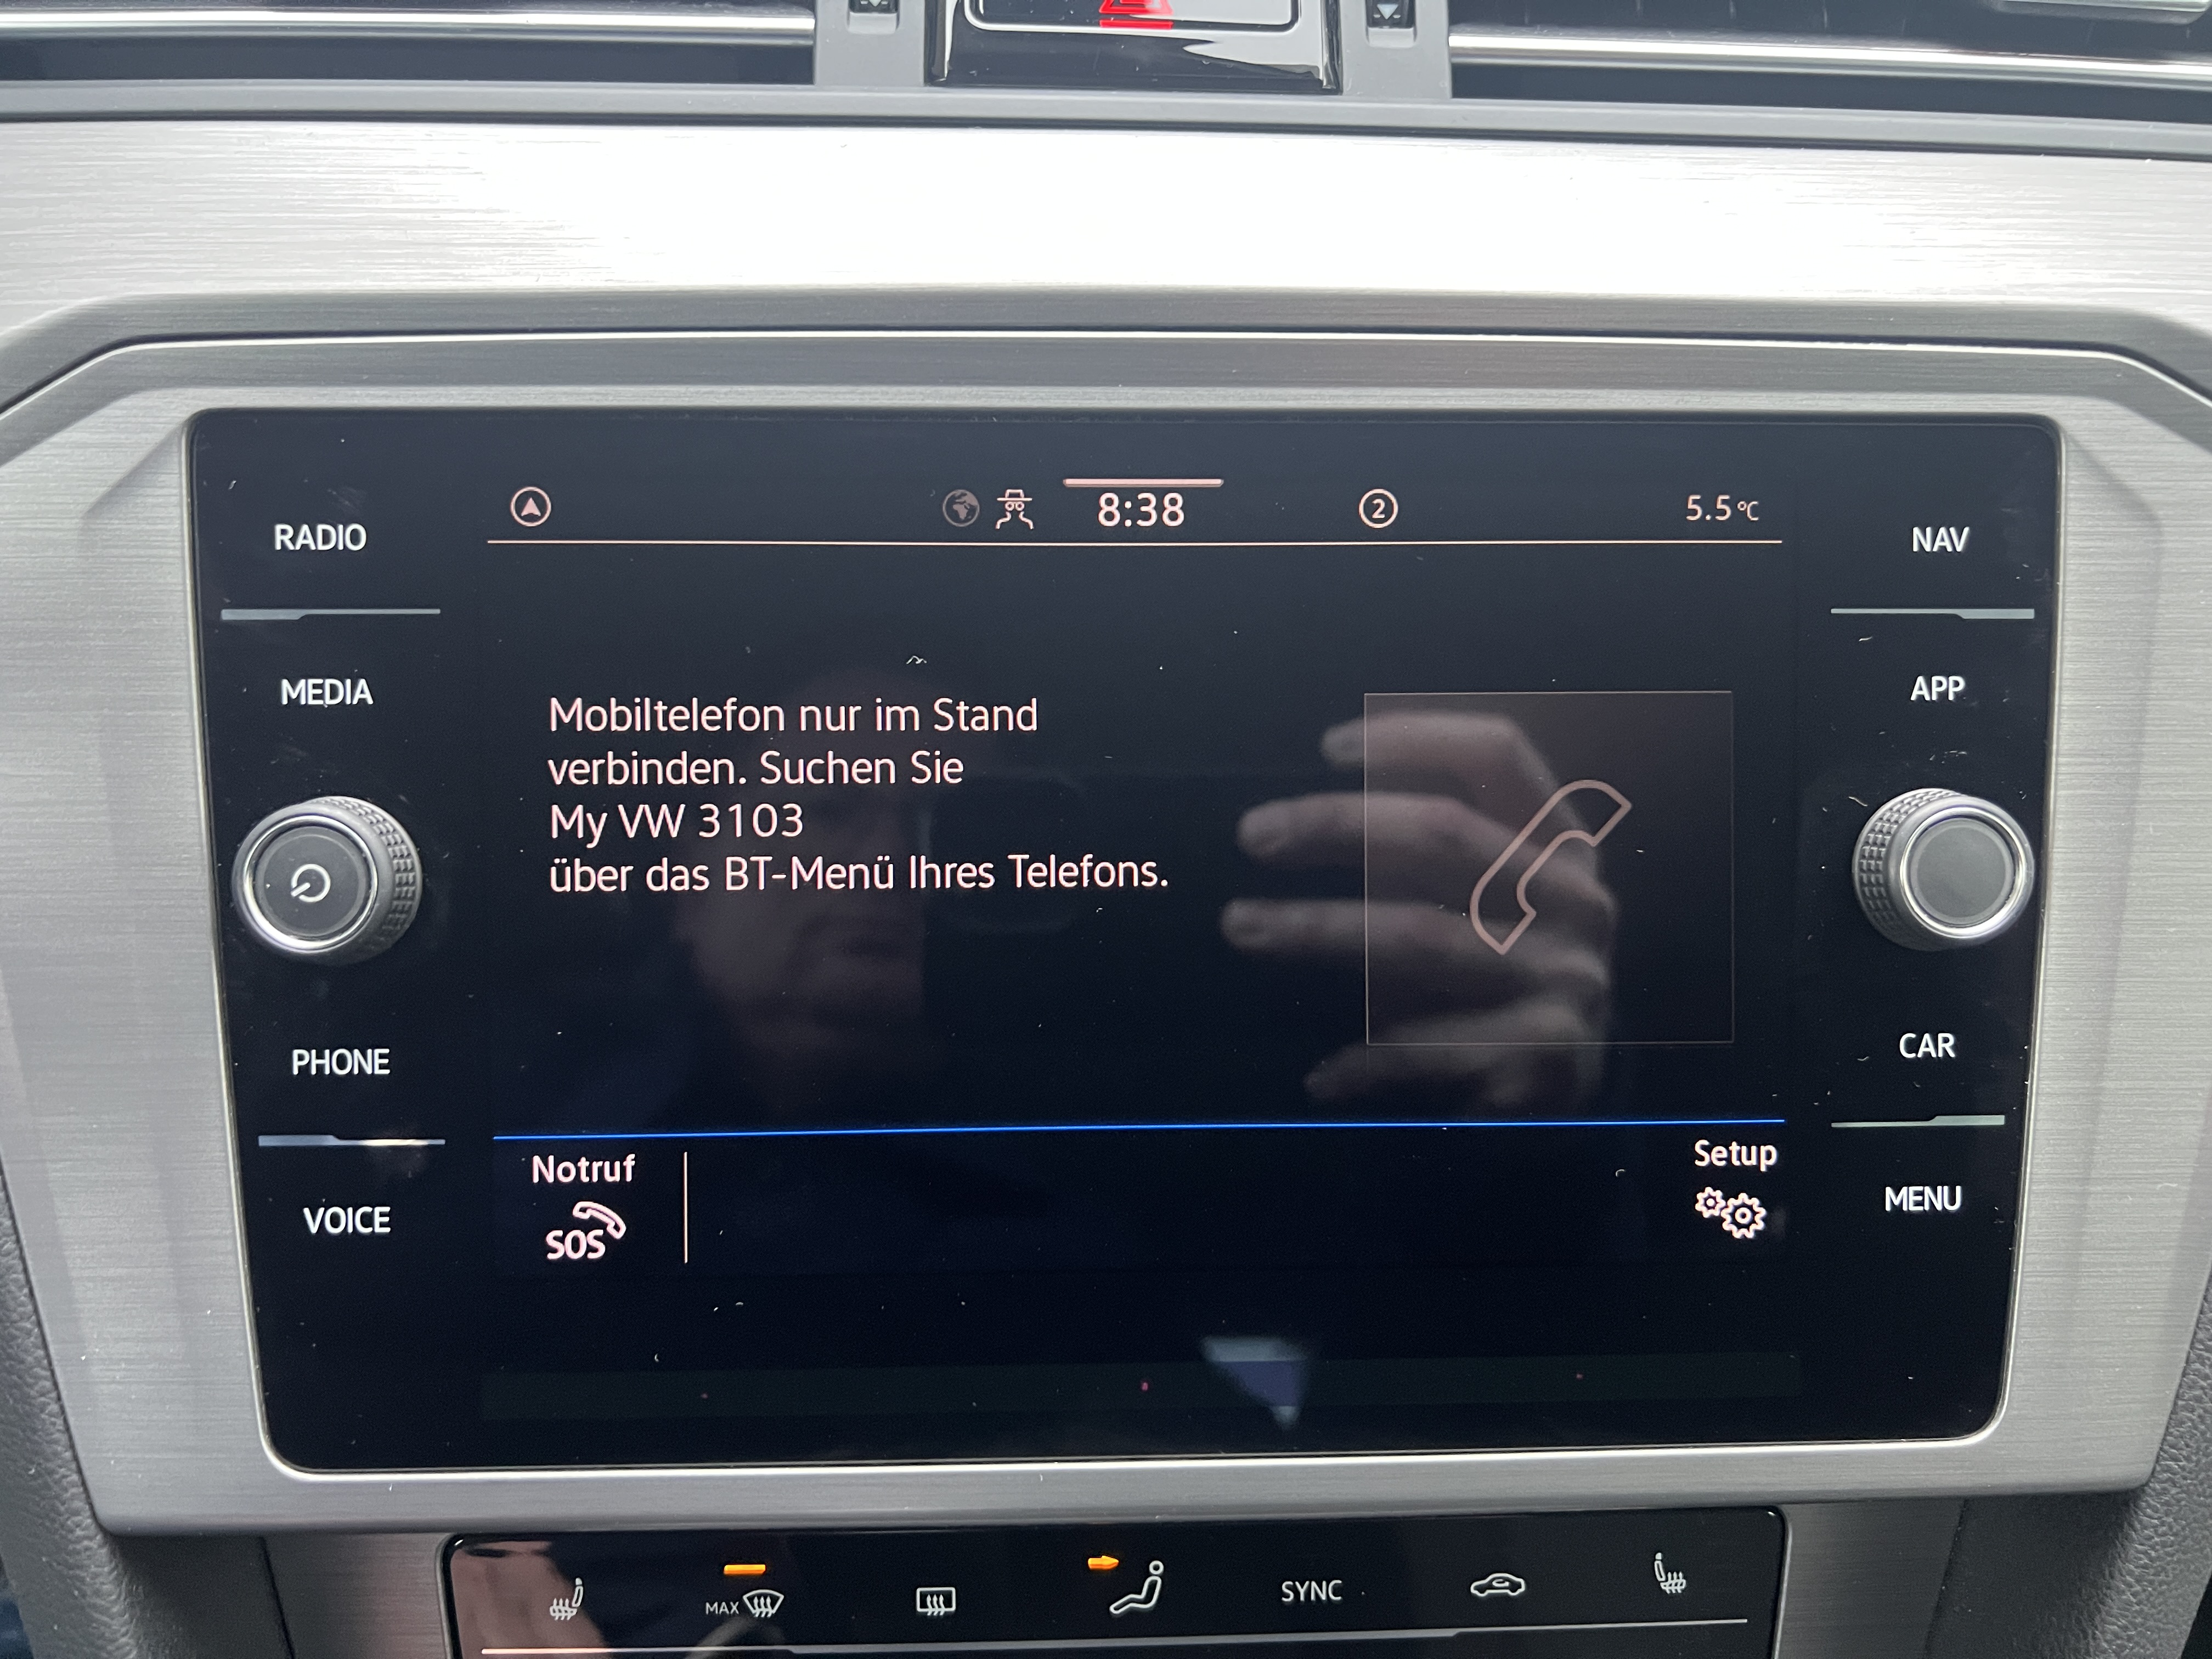 8:38
2
5.5°C
RADIO
NAV
MEDIA
APP
Mobiltelefon nur im Stand
verbinden. Suchen Sie
My VW 3103
über das BT-Menü Ihres Telefons.
PHONE
CAR
VOICE
MENU
Notruf
SOS
Setup
MAX
SYNC